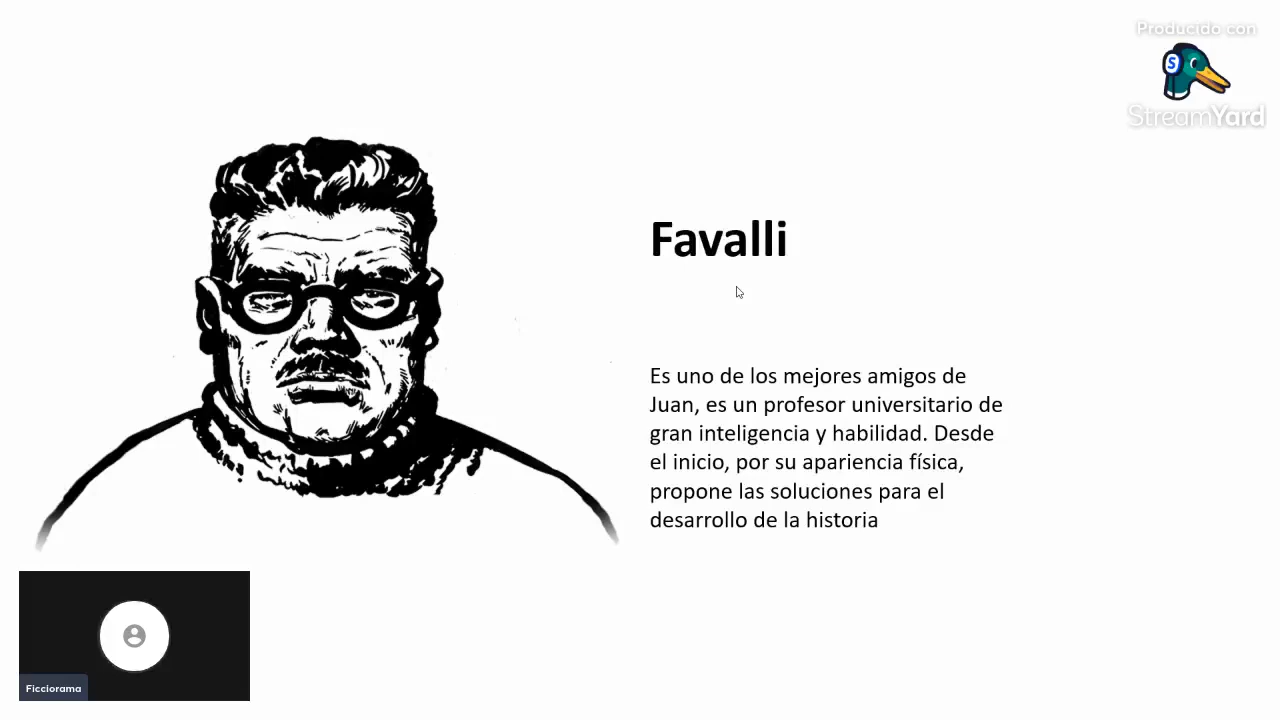 Producido con
S
StreamYard
Favalli
Es uno de los mejores amigos de
Juan, es un profesor universitario de
gran inteligencia y habilidad. Desde
el inicio, por su apariencia física,
propone las soluciones para el
desarrollo de la historia
Ficciorama